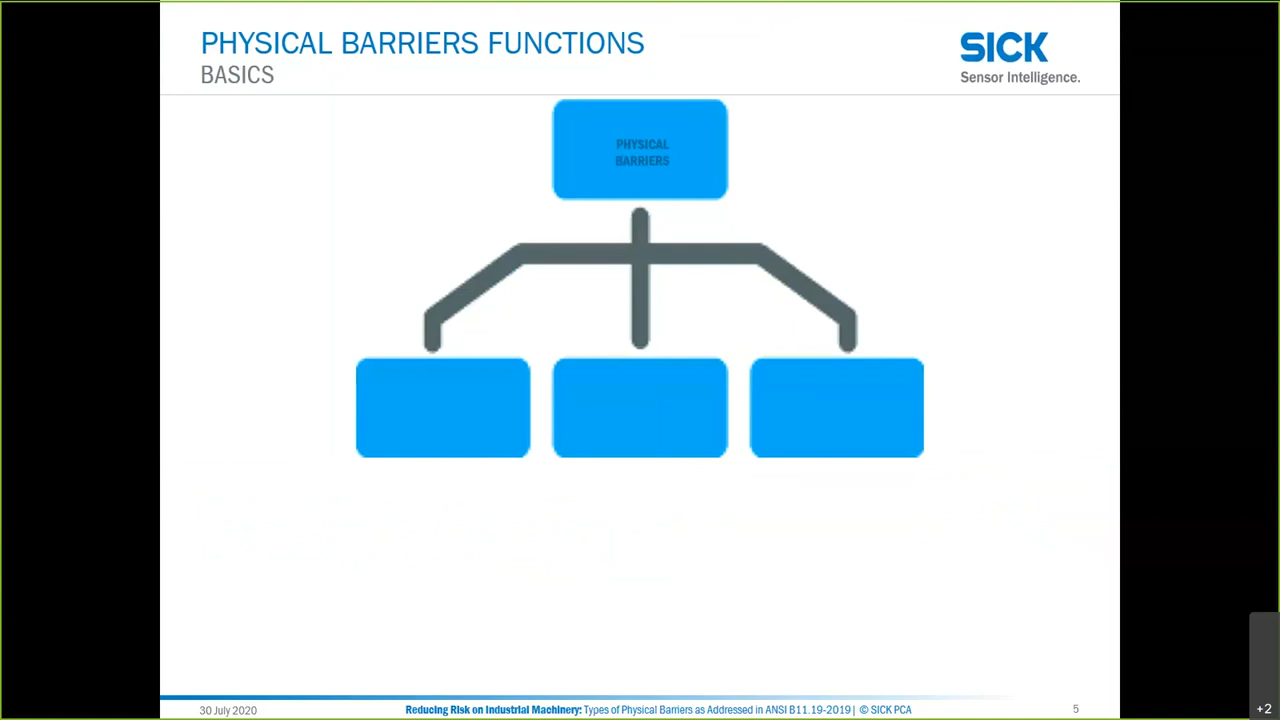 PHYSICAL BARRIERS FUNCTIONS
BASICS
SICK
Sensor Intelligence.
PHYSICAL
BARRIERS
30 July 2020
Reducing Risk on Industrial Machinery: Types of Physical Barriers as Addressed in ANSI B11.19-2019| © SICK PCA
5
+2